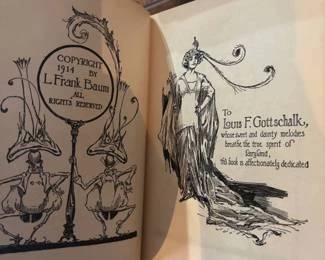 COPYRIGHT
1914 BY
L. Frank Baum
ALL
RIGHTS RESERVED
To
Louis F. Gottschalk,
whose sweet and dainty melodies
breathe the true spirit of
fairyland,
this book is affectionately dedicated